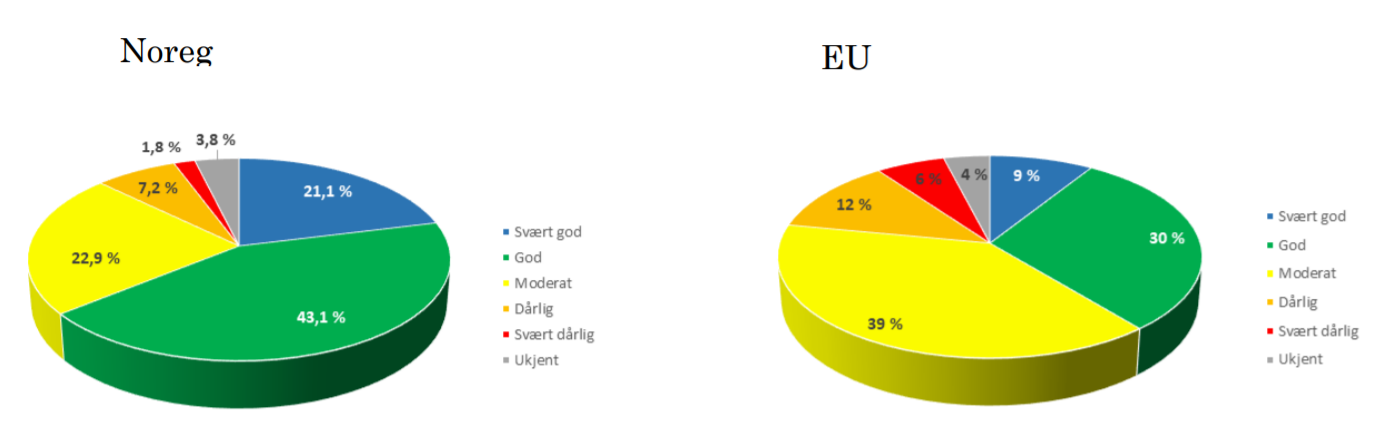 Noreg
1,8 %
3,8 %
7,2 %
21,1 %
22,9 %
43,1 %
Svært god
God
Moderat
Dårlig
Svært dårlig
Ukjent
EU
6 %
4 %
9 %
12 %
30 %
39 %
Svært god
God
Moderat
Dårlig
Svært dårlig
Ukjent